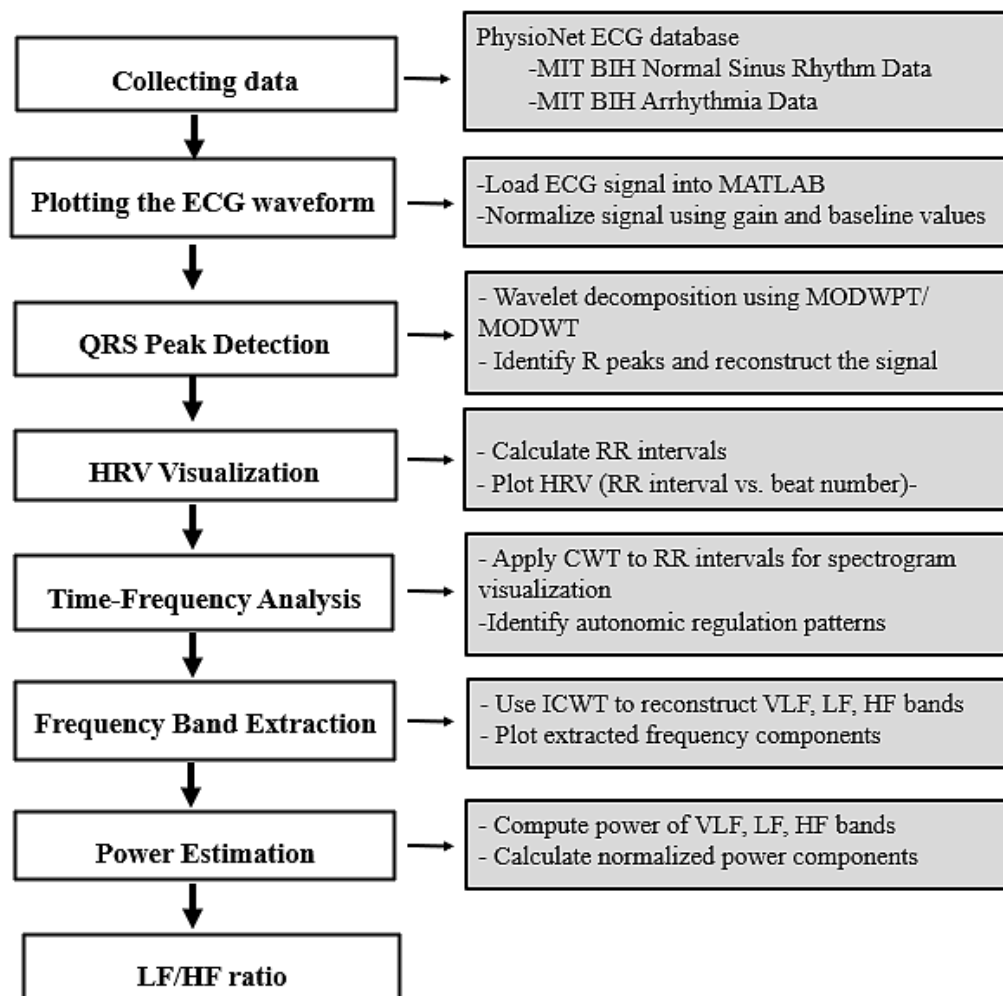 Collecting data
PhysioNet ECG database
-MIT BIH Normal Sinus Rhythm Data
-MIT BIH Arrhythmia Data
Plotting the ECG waveform
-Load ECG signal into MATLAB
-Normalize signal using gain and baseline values
QRS Peak Detection
- Wavelet decomposition using MODWPT/
MODWT
- Identify R peaks and reconstruct the signal
HRV Visualization
- Calculate RR intervals
- Plot HRV (RR interval vs. beat number)-
Time-Frequency Analysis
- Apply CWT to RR intervals for spectrogram
visualization
-Identify autonomic regulation patterns
Frequency Band Extraction
- Use ICWT to reconstruct VLF, LF, HF bands
- Plot extracted frequency components
Power Estimation
- Compute power of VLF, LF, HF bands
- Calculate normalized power components
LF/HF ratio